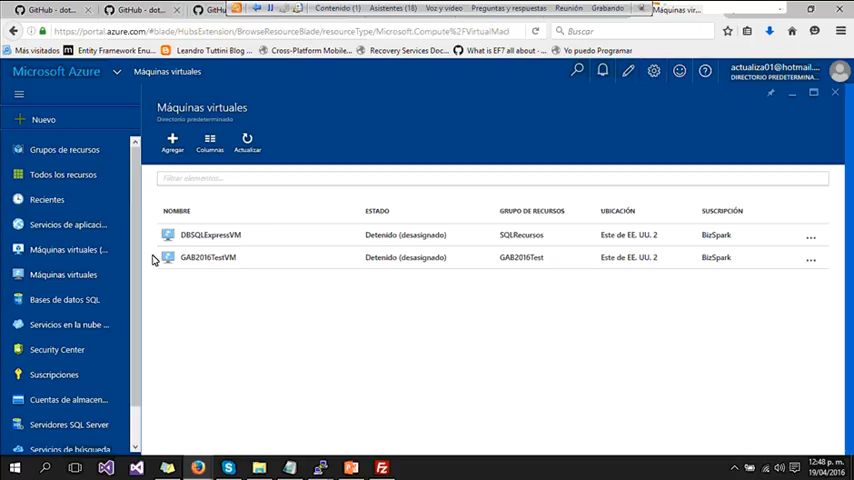 GitHub - dot...
GitHub - dot...
GitHu
Contenido (1)
Asistentes (18)
Voz y video
Preguntas y respuestas
Reunión
Grabando
Máquinas vir...
https://portal.azure.com/#blade/HubsExtension/BrowseResourceBlade/resourceType/Microsoft.Compute%2FVirtualMacl
Buscar
Más visitados
Entity Framework Enu...
Blog
Leandro Tuttini Blog ...
Cross-Platform Mobile...
Recovery Services Doc...
What is EF7 all about - ...
Yo puedo Programar
Microsoft Azure
Máquinas virtuales
actualiza01@hotmail....
DIRECTORIO PREDETERMINA...
Nuevo
Grupos de recursos
Todos los recursos
Recientes
Servicios de aplicaci...
Máquinas virtuales (...
Máquinas virtuales
Bases de datos SQL
Servicios en la nube ...
Security Center
Suscripciones
Cuentas de almacen...
Servidores SQL Server
Servicios de búsqueda
Máquinas virtuales
Directorio predeterminado
Agregar
Columnas
Actualizar
Filtrar elementos...
NOMBRE ESTADO GRUPO DE RECURSOS UBICACIÓN SUSCRIPCIÓN
DBSQLExpressVM Detenido (desasignado) SQLRecursos Este de EE. UU. 2 BizSpark ...
GAB2016TestVM Detenido (desasignado) GAB2016Test Este de EE. UU. 2 BizSpark ...
12:48 p. m.
19/04/2016